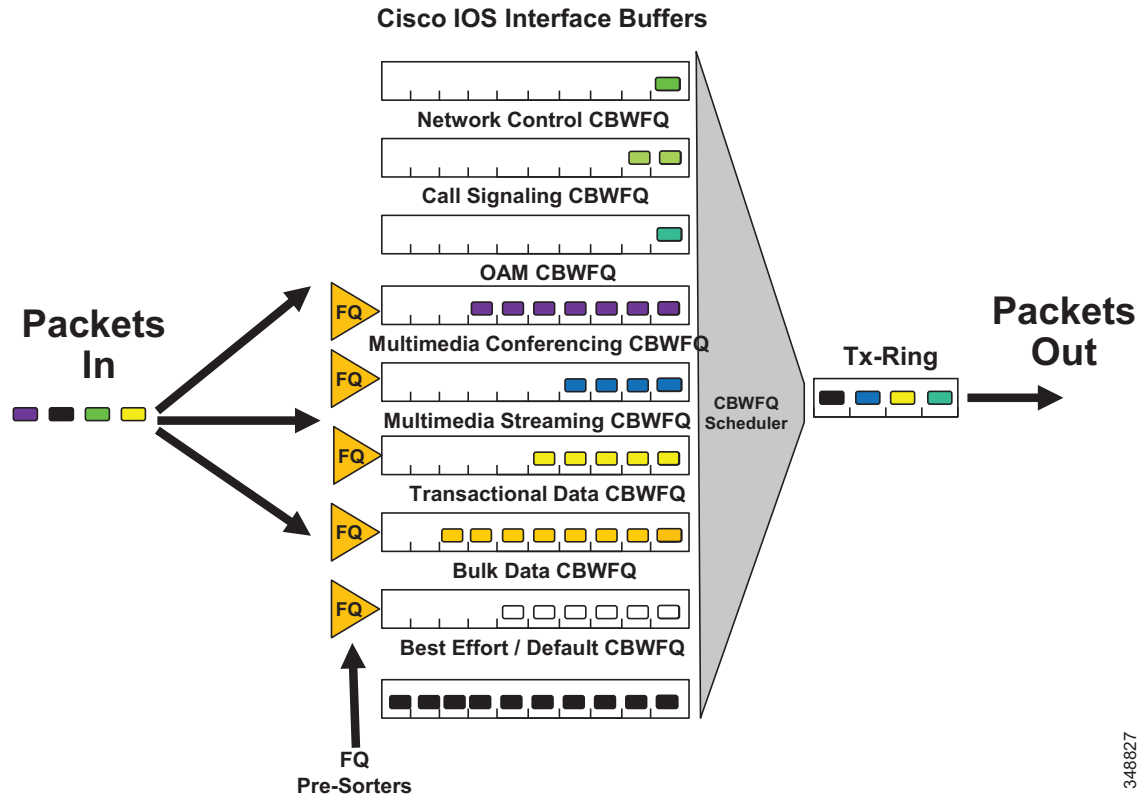 Cisco IOS Interface Buffers
Network Control CBWFQ
Call Signaling CBWFQ
OAM CBWFQ
FQ
Multimedia Conferencing CBWFQ
FQ
Multimedia Streaming CBWFQ
FQ
Transactional Data CBWFQ
FQ
Bulk Data CBWFQ
FQ
Best Effort / Default CBWFQ
FQ
Pre-Sorters
Packets
In
CBWFQ
Scheduler
Tx-Ring
Packets
Out
348827